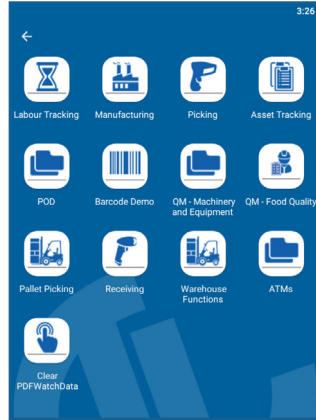 3:26
Labour Tracking
Manufacturing
Picking
Asset Tracking
POD
Barcode Demo
QM - Machinery
and Equipment
QM - Food Quality
Pallet Picking
Receiving
Warehouse
Functions
ATMs
Clear
PDFWatchData